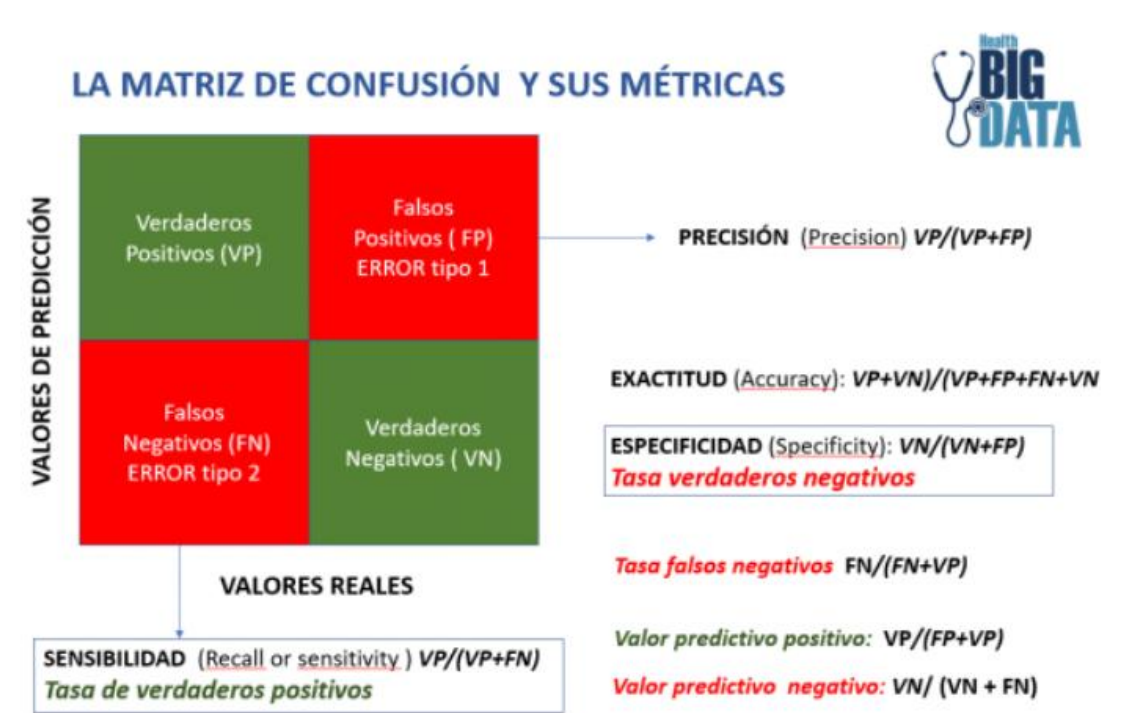 Health
BIG
DATA
LA MATRIZ DE CONFUSIÓN Y SUS MÉTRICAS
VALORES DE PREDICCIÓN
Verdaderos
Positivos (VP)
Falsos
Positivos ( FP)
ERROR tipo 1
PRECISIÓN (Precision) VP/(VP+FP)
Falsos
Negativos (FN)
ERROR tipo 2
Verdaderos
Negativos ( VN)
EXACTITUD (Accuracy): VP+VN)/(VP+FP+FN+VN
ESPECIFICIDAD (Specificity): VN/(VN+FP)
Tasa verdaderos negativos
VALORES REALES
Tasa falsos negativos FN/(FN+VP)
SENSIBILIDAD (Recall or sensitivity ) VP/(VP+FN)
Tasa de verdaderos positivos
Valor predictivo positivo: VP/(FP+VP)
Valor predictivo negativo: VN/ (VN + FN)